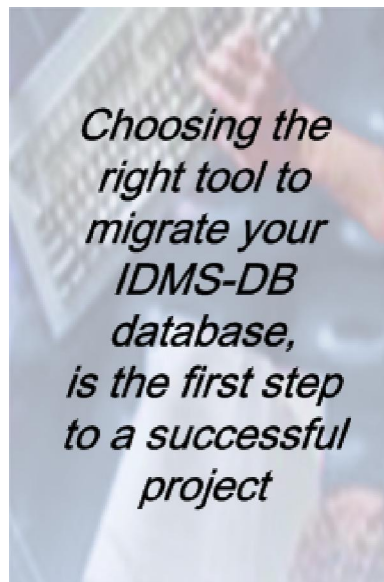 Choosing the
right tool to
migrate your
IDMS-DB
database,
is the first step
to a successful
project